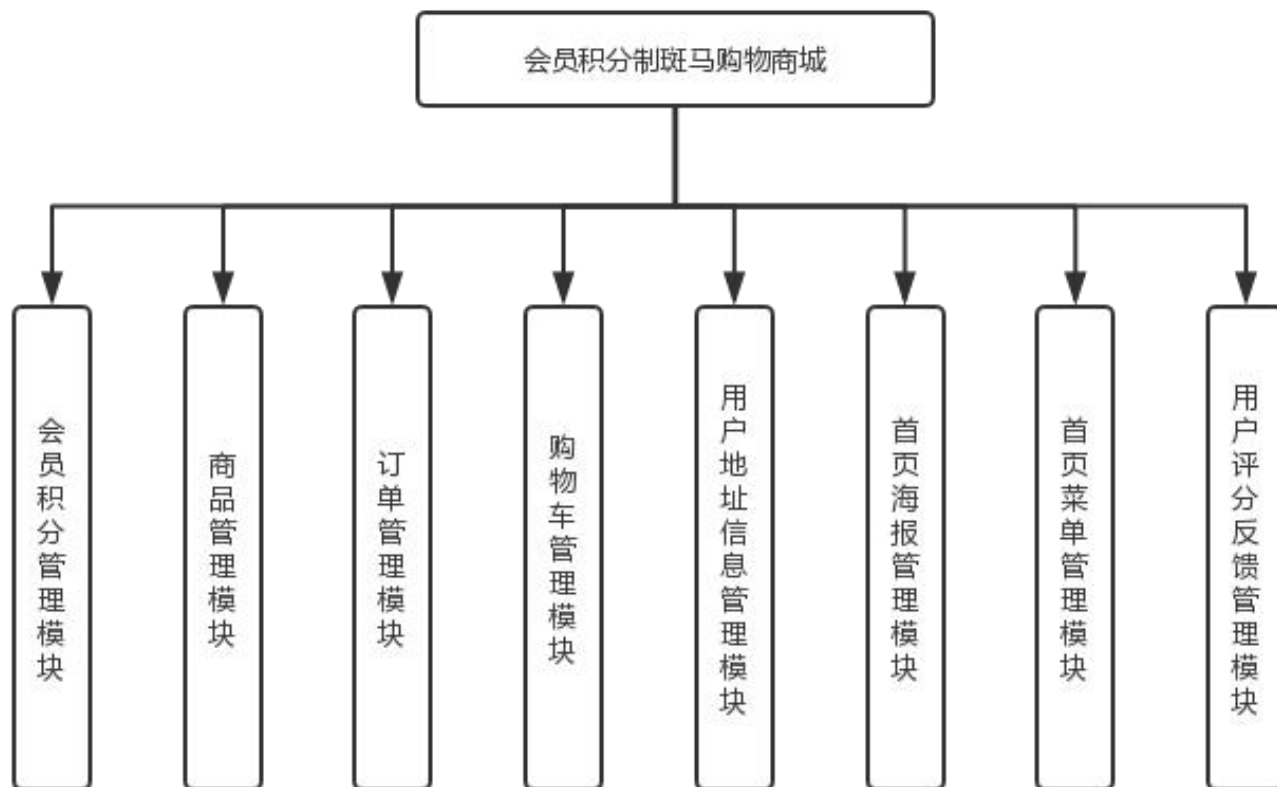 会员积分制斑马购物商城
会员积分管理模块
商品管理模块
订单管理模块
购物车管理模块
用户地址信息管理模块
首页海报管理模块
首页菜单管理模块
用户评分反馈管理模块